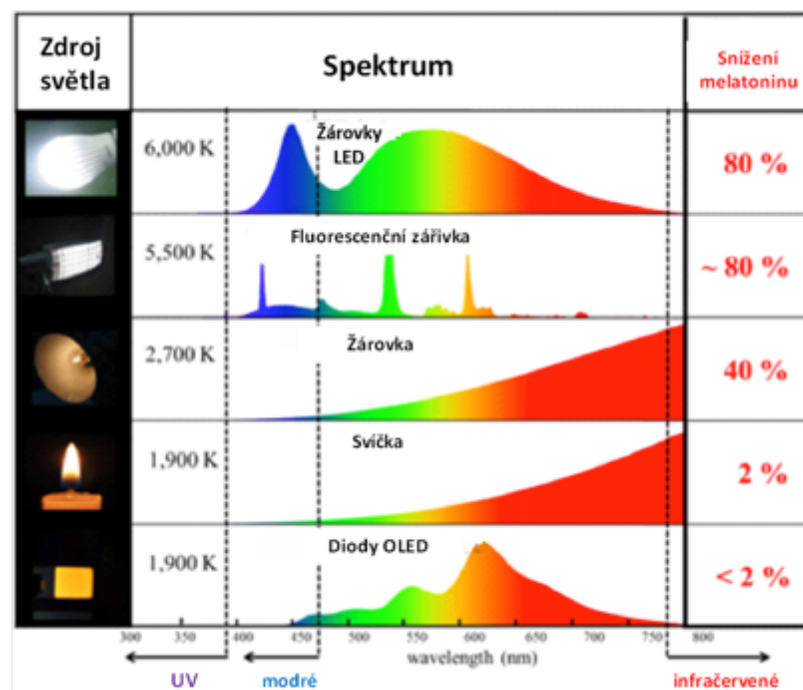 Zdroj
světla
Spektrum
Snížení
melatoninu
6,000 K
Žárovky
LED
80 %
5,500 K
Fluorescenční zářivka
~ 80 %
2,700 K
Žárovka
40 %
1,900 K
Svíčka
2 %
1,900 K
Diody OLED
< 2 %
300 350 400 450 500 550 600 650 700 750 800
wavelength (nm)
UV modré infračervené